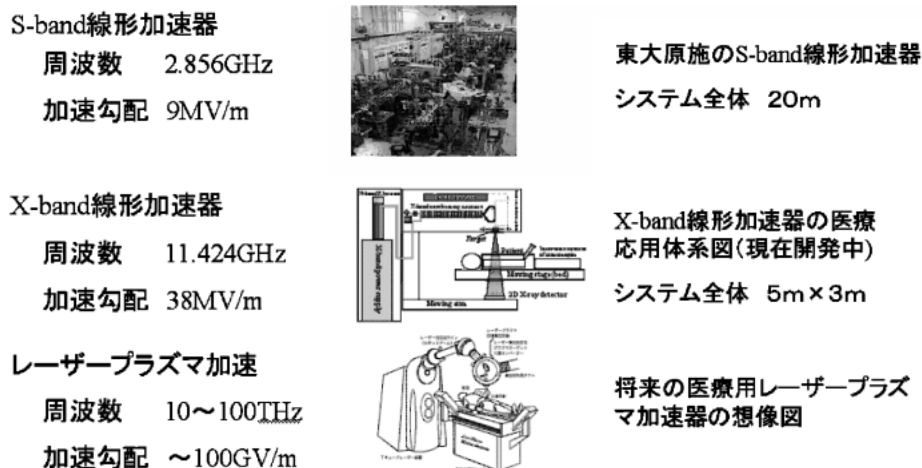 S-band線形加速器
周波数 2.856GHz
加速勾配 9MV/m
東大原施のS-band線形加速器
システム全体 20m
X-band線形加速器
周波数 11.424GHz
加速勾配 38MV/m
Target
Patient
Moving stage(bed)
2D X-ray detector
Moving arm
X-band power supply
X-band線形加速器の医療
応用体系図(現在開発中)
システム全体 5m×3m
レーザープラズマ加速
周波数 10~100THz
加速勾配 ~100GV/m
将来の医療用レーザープラズ
マ加速器の想像図